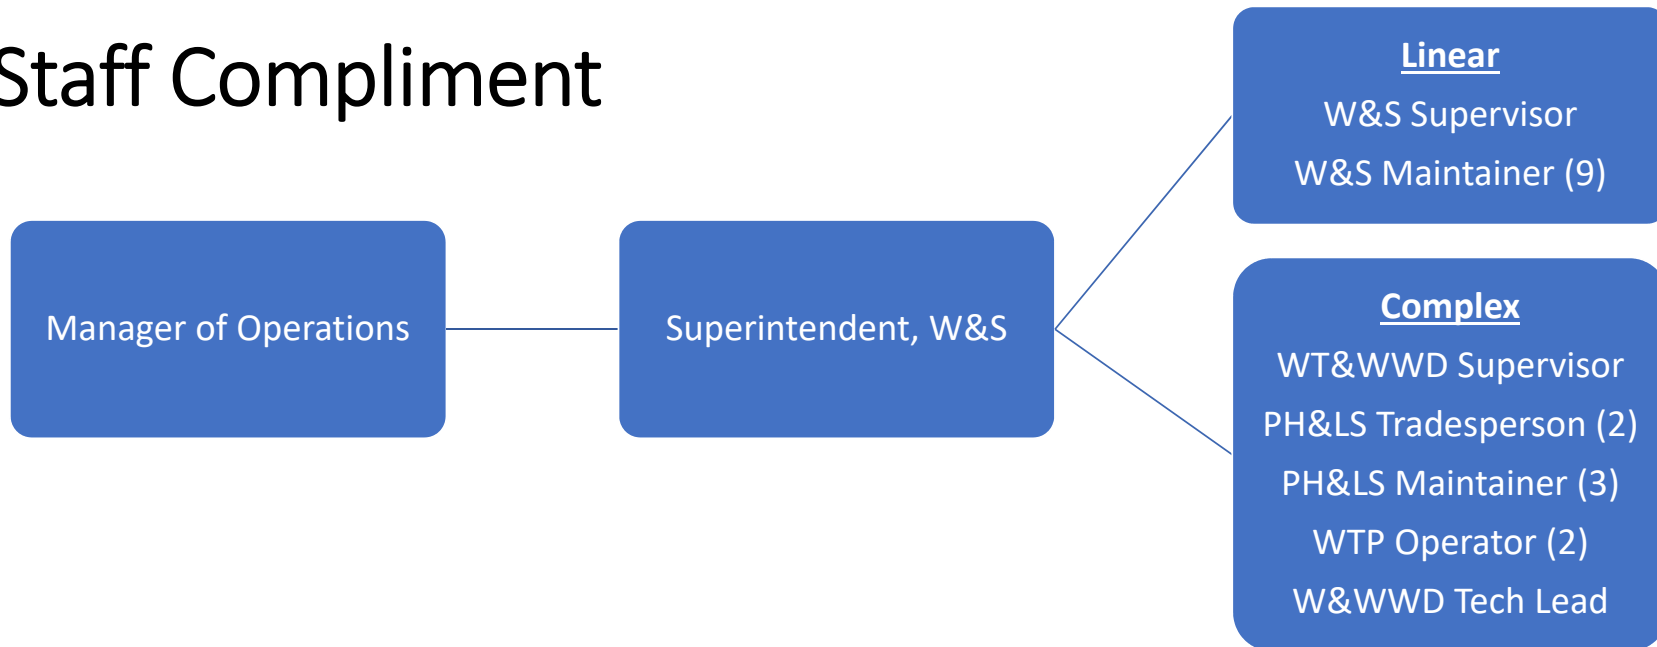 Staff Compliment
Manager of Operations
Superintendent, W&S
Linear
W&S Supervisor
W&S Maintainer (9)
Complex
WT&WWD Supervisor
PH&LS Tradesperson (2)
PH&LS Maintainer (3)
WTP Operator (2)
W&WWD Tech Lead